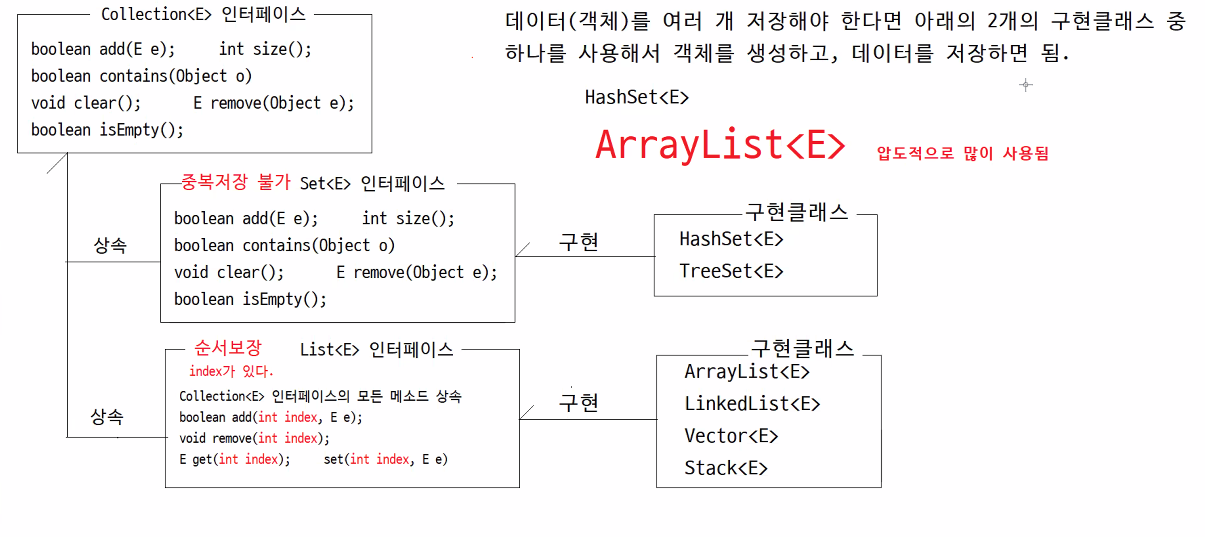 Collection<E> 인터페이스
boolean add(E e);    int size();
boolean contains(Object o)
void clear();    E remove(Object e);
boolean isEmpty();
데이터(객체)를 여러 개 저장해야 한다면 아래의 2개의 구현클래스 중
하나를 사용해서 객체를 생성하고, 데이터를 저장하면 됨.
HashSet<E>
ArrayList<E> 압도적으로 많이 사용됨
상속
중복저장 불가 Set<E> 인터페이스
boolean add(E e);    int size();
boolean contains(Object o)
void clear();    E remove(Object e);
boolean isEmpty();
구현
구현클래스
HashSet<E>
TreeSet<E>
상속
순서보장 List<E> 인터페이스
index가 있다.
Collection<E> 인터페이스의 모든 메소드 상속
boolean add(int index, E e);
void remove(int index);
E get(int index);    set(int index, E e)
구현
구현클래스
ArrayList<E>
LinkedList<E>
Vector<E>
Stack<E>